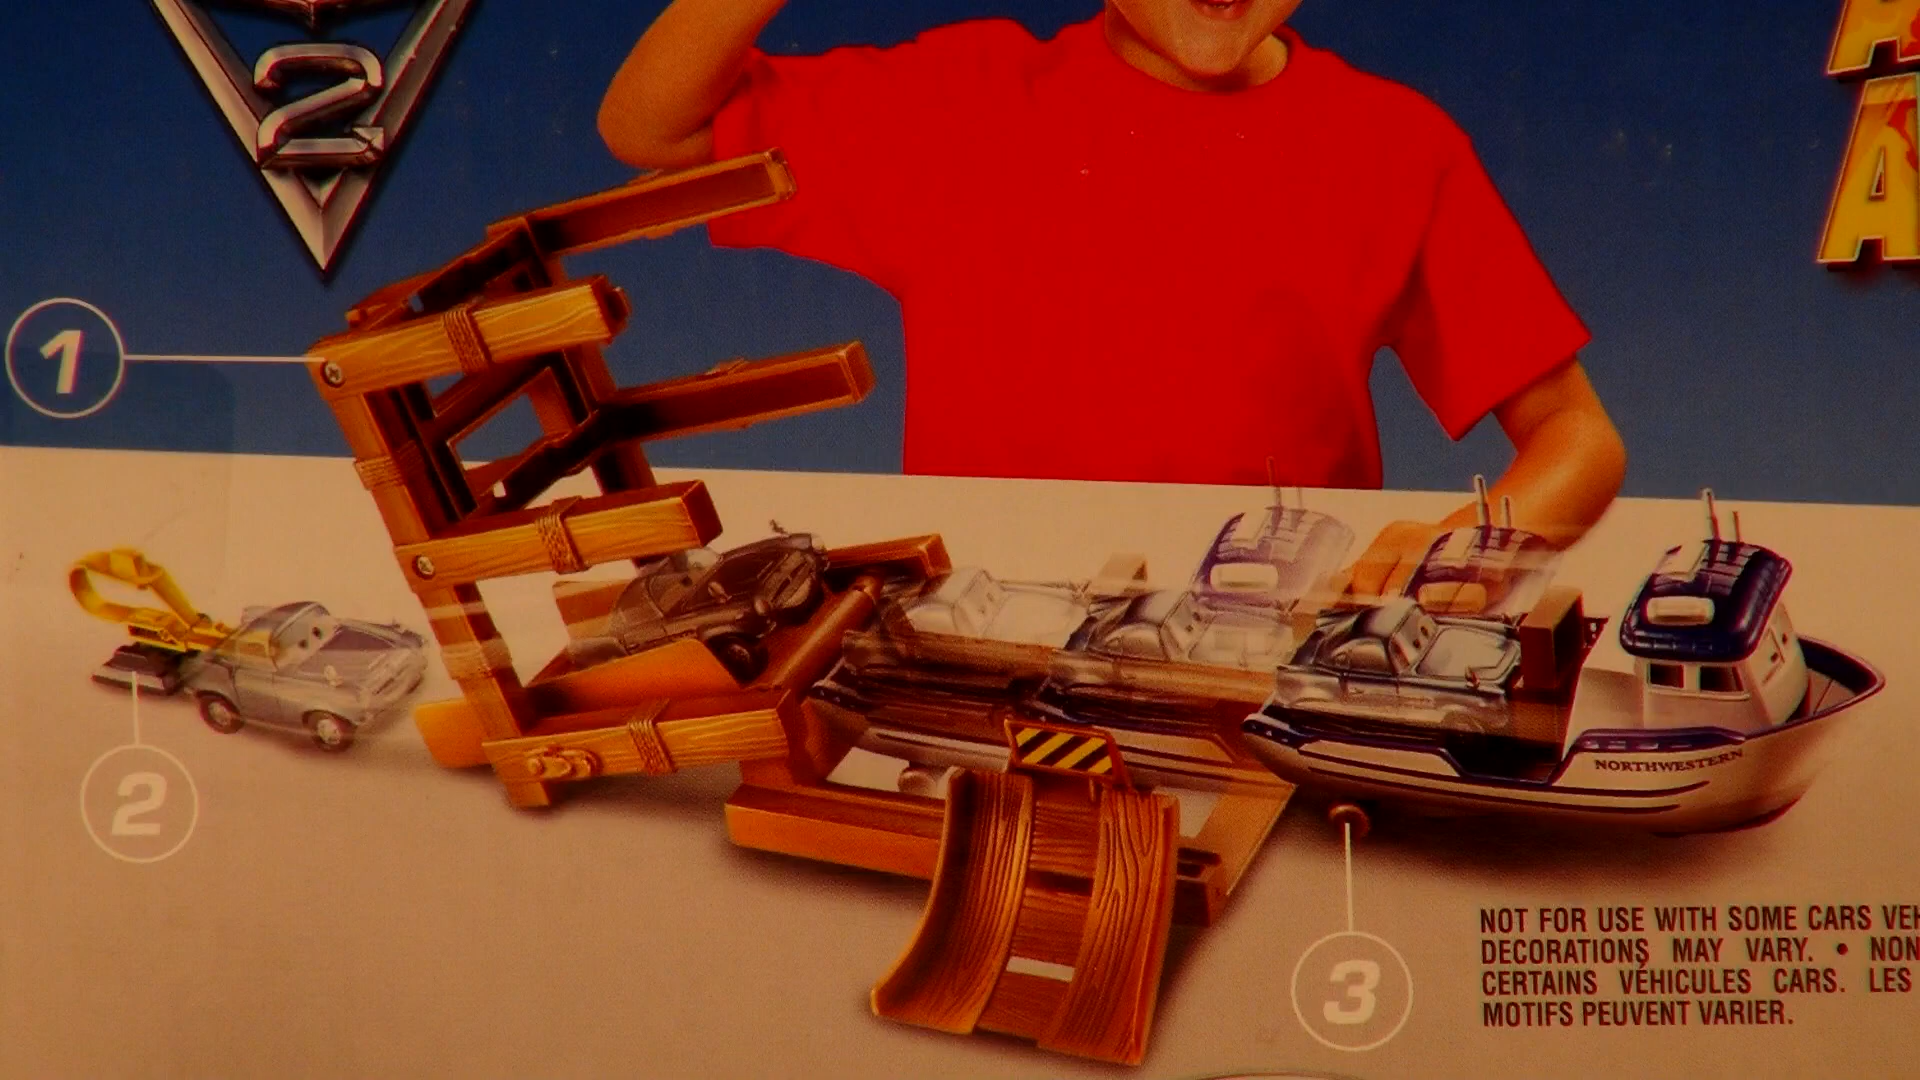 2
1
NORTHWESTERN
2
3
NOT FOR USE WITH SOME CARS
DECORATIONS MAY VARY. • NON
CERTAINS VÉHICULES CARS. LES
MOTIFS PEUVENT VARIER.